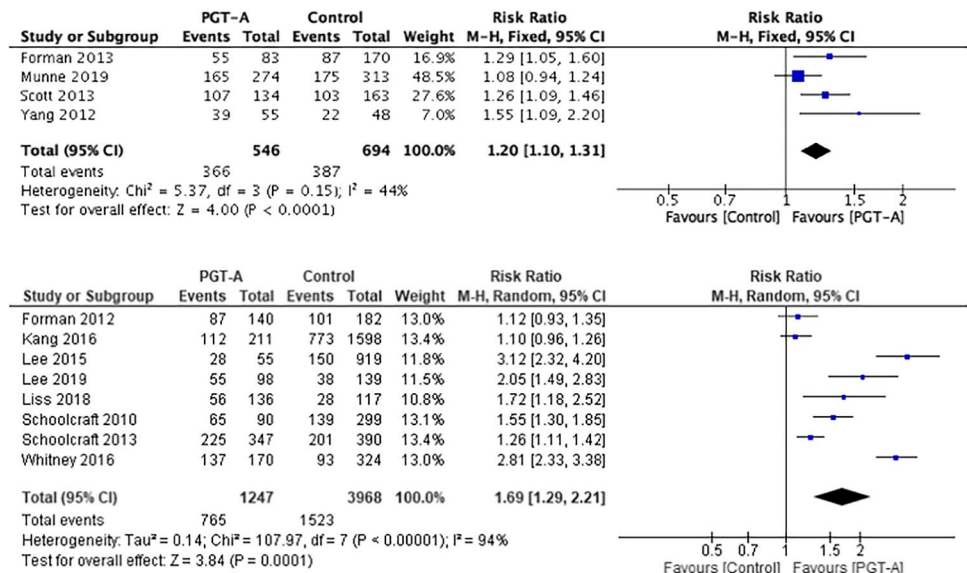 PGT-A Control Risk Ratio Risk Ratio
Study or Subgroup Events Total Events Total Weight M-H, Fixed, 95% CI M-H, Fixed, 95% CI
Forman 2013 55 83 87 170 16.9% 1.29 [1.05, 1.60]
Munne 2019 165 274 175 313 48.5% 1.08 [0.94, 1.24]
Scott 2013 107 134 103 163 27.6% 1.26 [1.09, 1.46]
Yang 2012 39 55 22 48 7.0% 1.55 [1.09, 2.20]
Total (95% CI) 546 694 100.0% 1.20 [1.10, 1.31]
Total events 366 387
Heterogeneity: Chi² = 5.37, df = 3 (P = 0.15); I² = 44%
Test for overall effect: Z = 4.00 (P < 0.0001)
0.5 0.7 1 1.5 2
Favours [Control] Favours [PGT-A]
PGT-A Control Risk Ratio Risk Ratio
Study or Subgroup Events Total Events Total Weight M-H, Random, 95% CI M-H, Random, 95% CI
Forman 2012 87 140 101 182 13.0% 1.12 [0.93, 1.35]
Kang 2016 112 211 773 1598 13.4% 1.10 [0.96, 1.26]
Lee 2015 28 55 150 919 11.8% 3.12 [2.32, 4.20]
Lee 2019 55 98 38 139 11.5% 2.05 [1.49, 2.83]
Liss 2018 56 136 28 117 10.8% 1.72 [1.18, 2.52]
Schoolcraft 2010 65 90 139 299 13.1% 1.55 [1.30, 1.85]
Schoolcraft 2013 225 347 201 390 13.4% 1.26 [1.11, 1.42]
Whitney 2016 137 170 93 324 13.0% 2.81 [2.33, 3.38]
Total (95% CI) 1247 3968 100.0% 1.69 [1.29, 2.21]
Total events 765 1523
Heterogeneity: Tau² = 0.14; Chi² = 107.97, df = 7 (P < 0.00001); I² = 94%
Test for overall effect: Z = 3.84 (P = 0.0001)
0.5 0.7 1 1.5 2
Favours [Control] Favours [PGT-A]